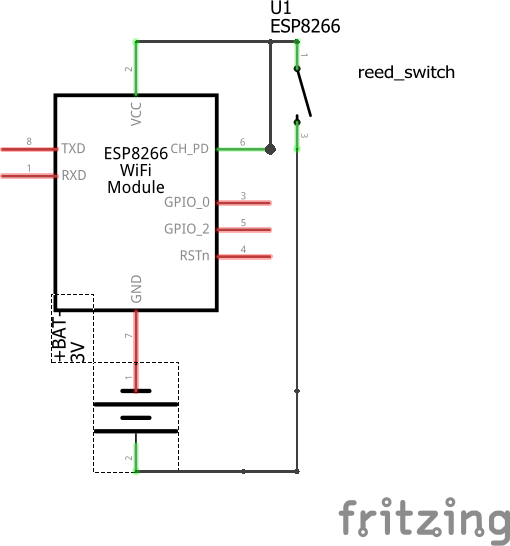 U1
ESP8266
1
reed_switch
3
2
VCC
8
TXD
ESP8266
WiFi
Module
CH_PD
6
1
RXD
GPIO_0
3
GPIO_2
5
RSTn
4
GND
7
+BAT-
3V
1
2
fritzing